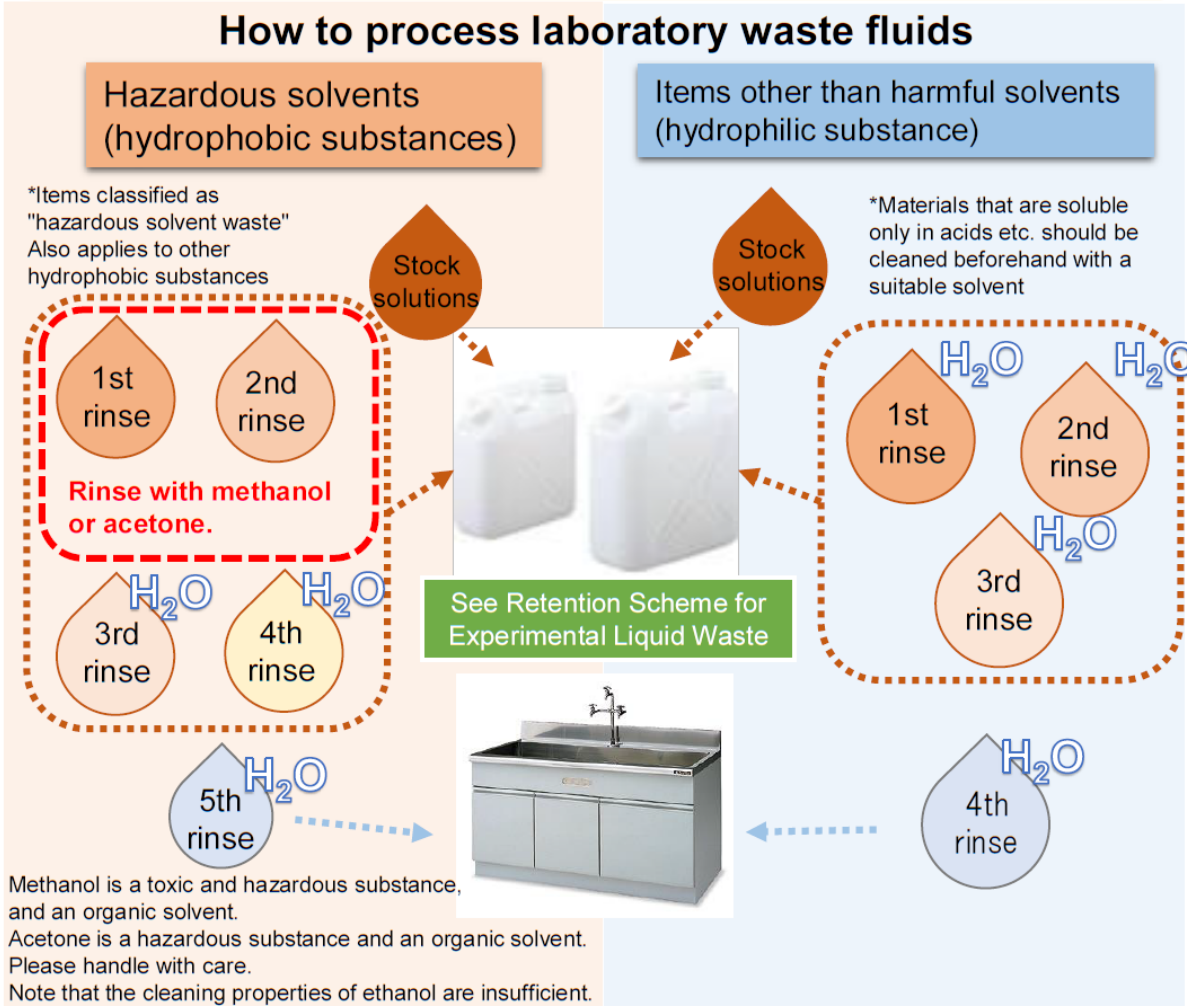 How to process laboratory waste fluids
Hazardous solvents
(hydrophobic substances)
*Items classified as
"hazardous solvent waste"
Also applies to other
hydrophobic substances
Stock
solutions
1st
rinse
2nd
rinse
Rinse with methanol
or acetone.
H₂O
3rd
rinse
H₂O
4th
rinse
H₂O
5th
rinse
Methanol is a toxic and hazardous substance,
and an organic solvent.
Acetone is a hazardous substance and an organic solvent.
Please handle with care.
Note that the cleaning properties of ethanol are insufficient.
See Retention Scheme for
Experimental Liquid Waste
Items other than harmful solvents
(hydrophilic substance)
Stock
solutions
*Materials that are soluble
only in acids etc. should be
cleaned beforehand with a
suitable solvent
H₂O
1st
rinse
H₂O
2nd
rinse
H₂O
3rd
rinse
H₂O
4th
rinse